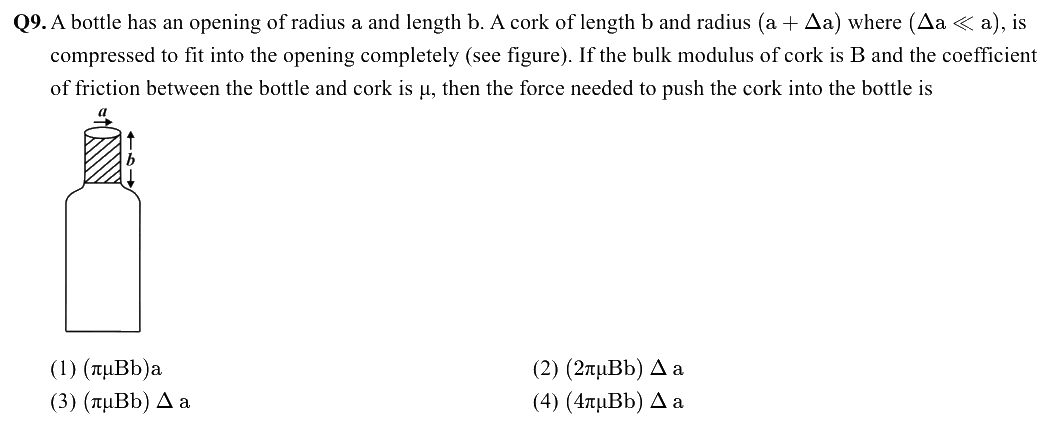 Q9. A bottle has an opening of radius a and length b. A cork of length b and radius (a + Δa) where (Δa ≪ a), is
compressed to fit into the opening completely (see figure). If the bulk modulus of cork is B and the coefficient
of friction between the bottle and cork is μ, then the force needed to push the cork into the bottle is
a
b
(1) (πμBb)a
(2) (2πμBb) Δ a
(3) (πμBb) Δ a
(4) (4πμBb) Δ a